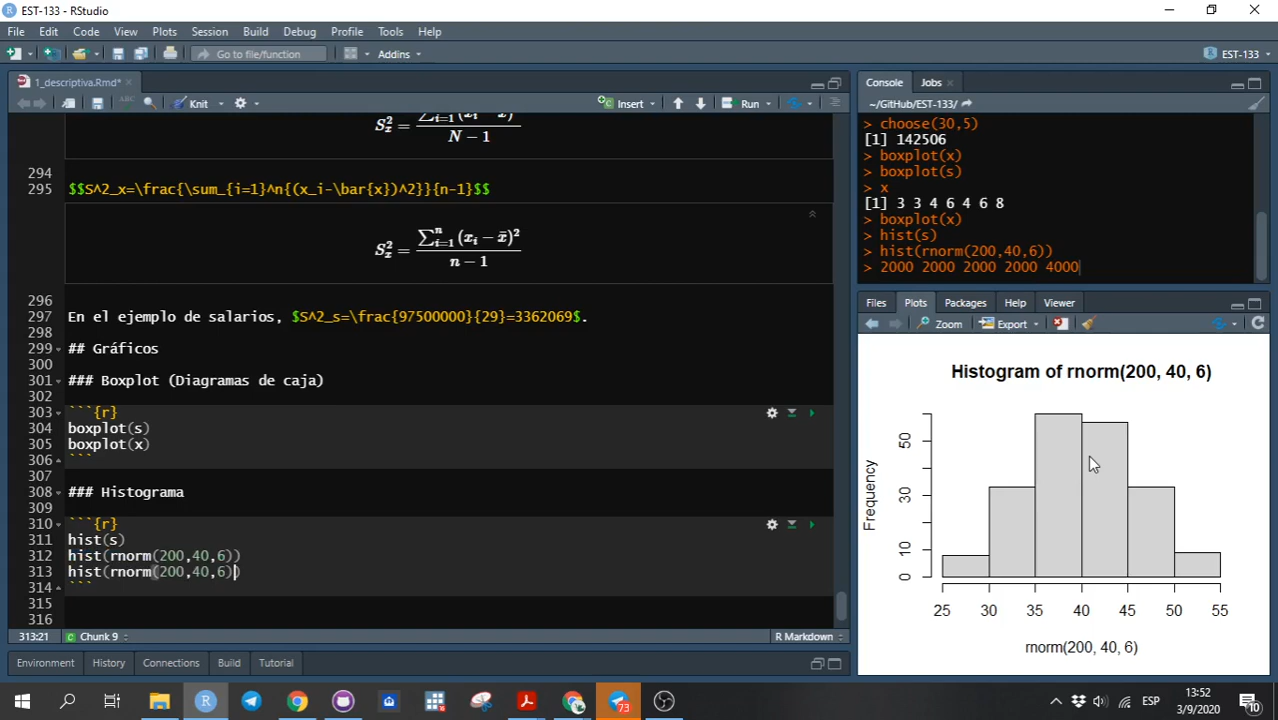 EST-133 - RStudio
File Edit Code View Plots Session Build Debug Profile Tools Help
Go to file/function Addins EST-133
1_descriptiva.Rmd*
Knit Insert Run
N − 1
294
295 $$S^2_x=\frac{\sum_{i=1}^n{(x_i-\bar{x})^2}}{n-1}$$
S_x^2 = ∑_{i=1}^n (x_i − x̄)^2
n − 1
296
297 En el ejemplo de salarios, $S^2_s=\frac{97500000}{29}=3362069$.
298
299 ## Gráficos
300
301 ### Boxplot (Diagramas de caja)
302
303 ```{r}
304 boxplot(s)
305 boxplot(x)
306 ```
307
308 ### Histograma
309
310 ```{r}
311 hist(s)
312 hist(rnorm(200,40,6))
313 hist(rnorm(200,40,6))
314 ```
315
316
313:21 Chunk 9 R Markdown
Environment History Connections Build Tutorial
Console Jobs
~/GitHub/EST-133/
> choose(30,5)
[1] 142506
> boxplot(x)
> boxplot(s)
> x
[1] 3 3 4 6 4 6 8
> boxplot(x)
> hist(s)
> hist(rnorm(200,40,6))
> 2000 2000 2000 2000 4000
Files Plots Packages Help Viewer
Zoom Export
Histogram of rnorm(200, 40, 6)
Frequency
50
30
10
0
25 30 35 40 45 50 55
rnorm(200, 40, 6)
73
ESP
13:52
3/9/2020
10